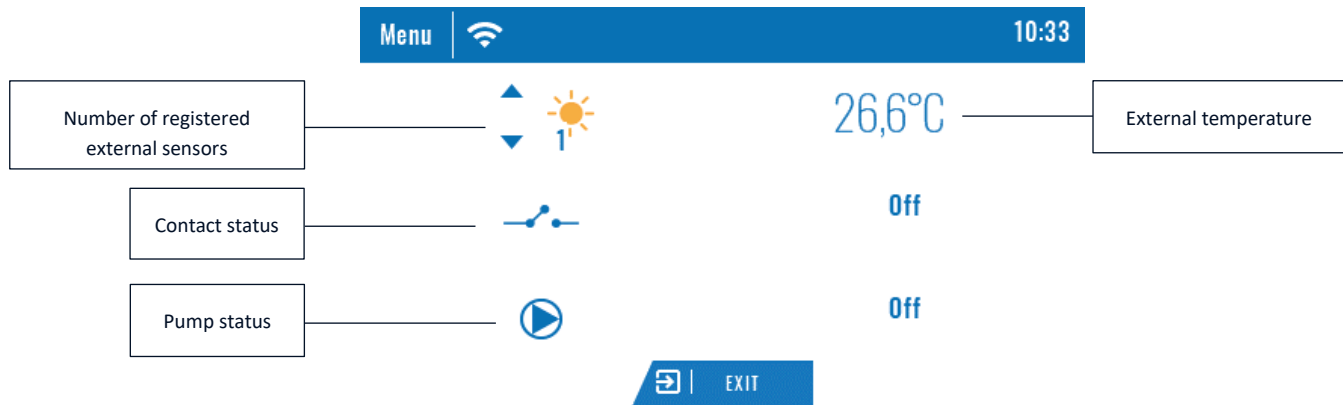 Menu 10:33
Number of registered
external sensors
1
26,6°C
External temperature
Contact status
Off
Pump status
Off
EXIT